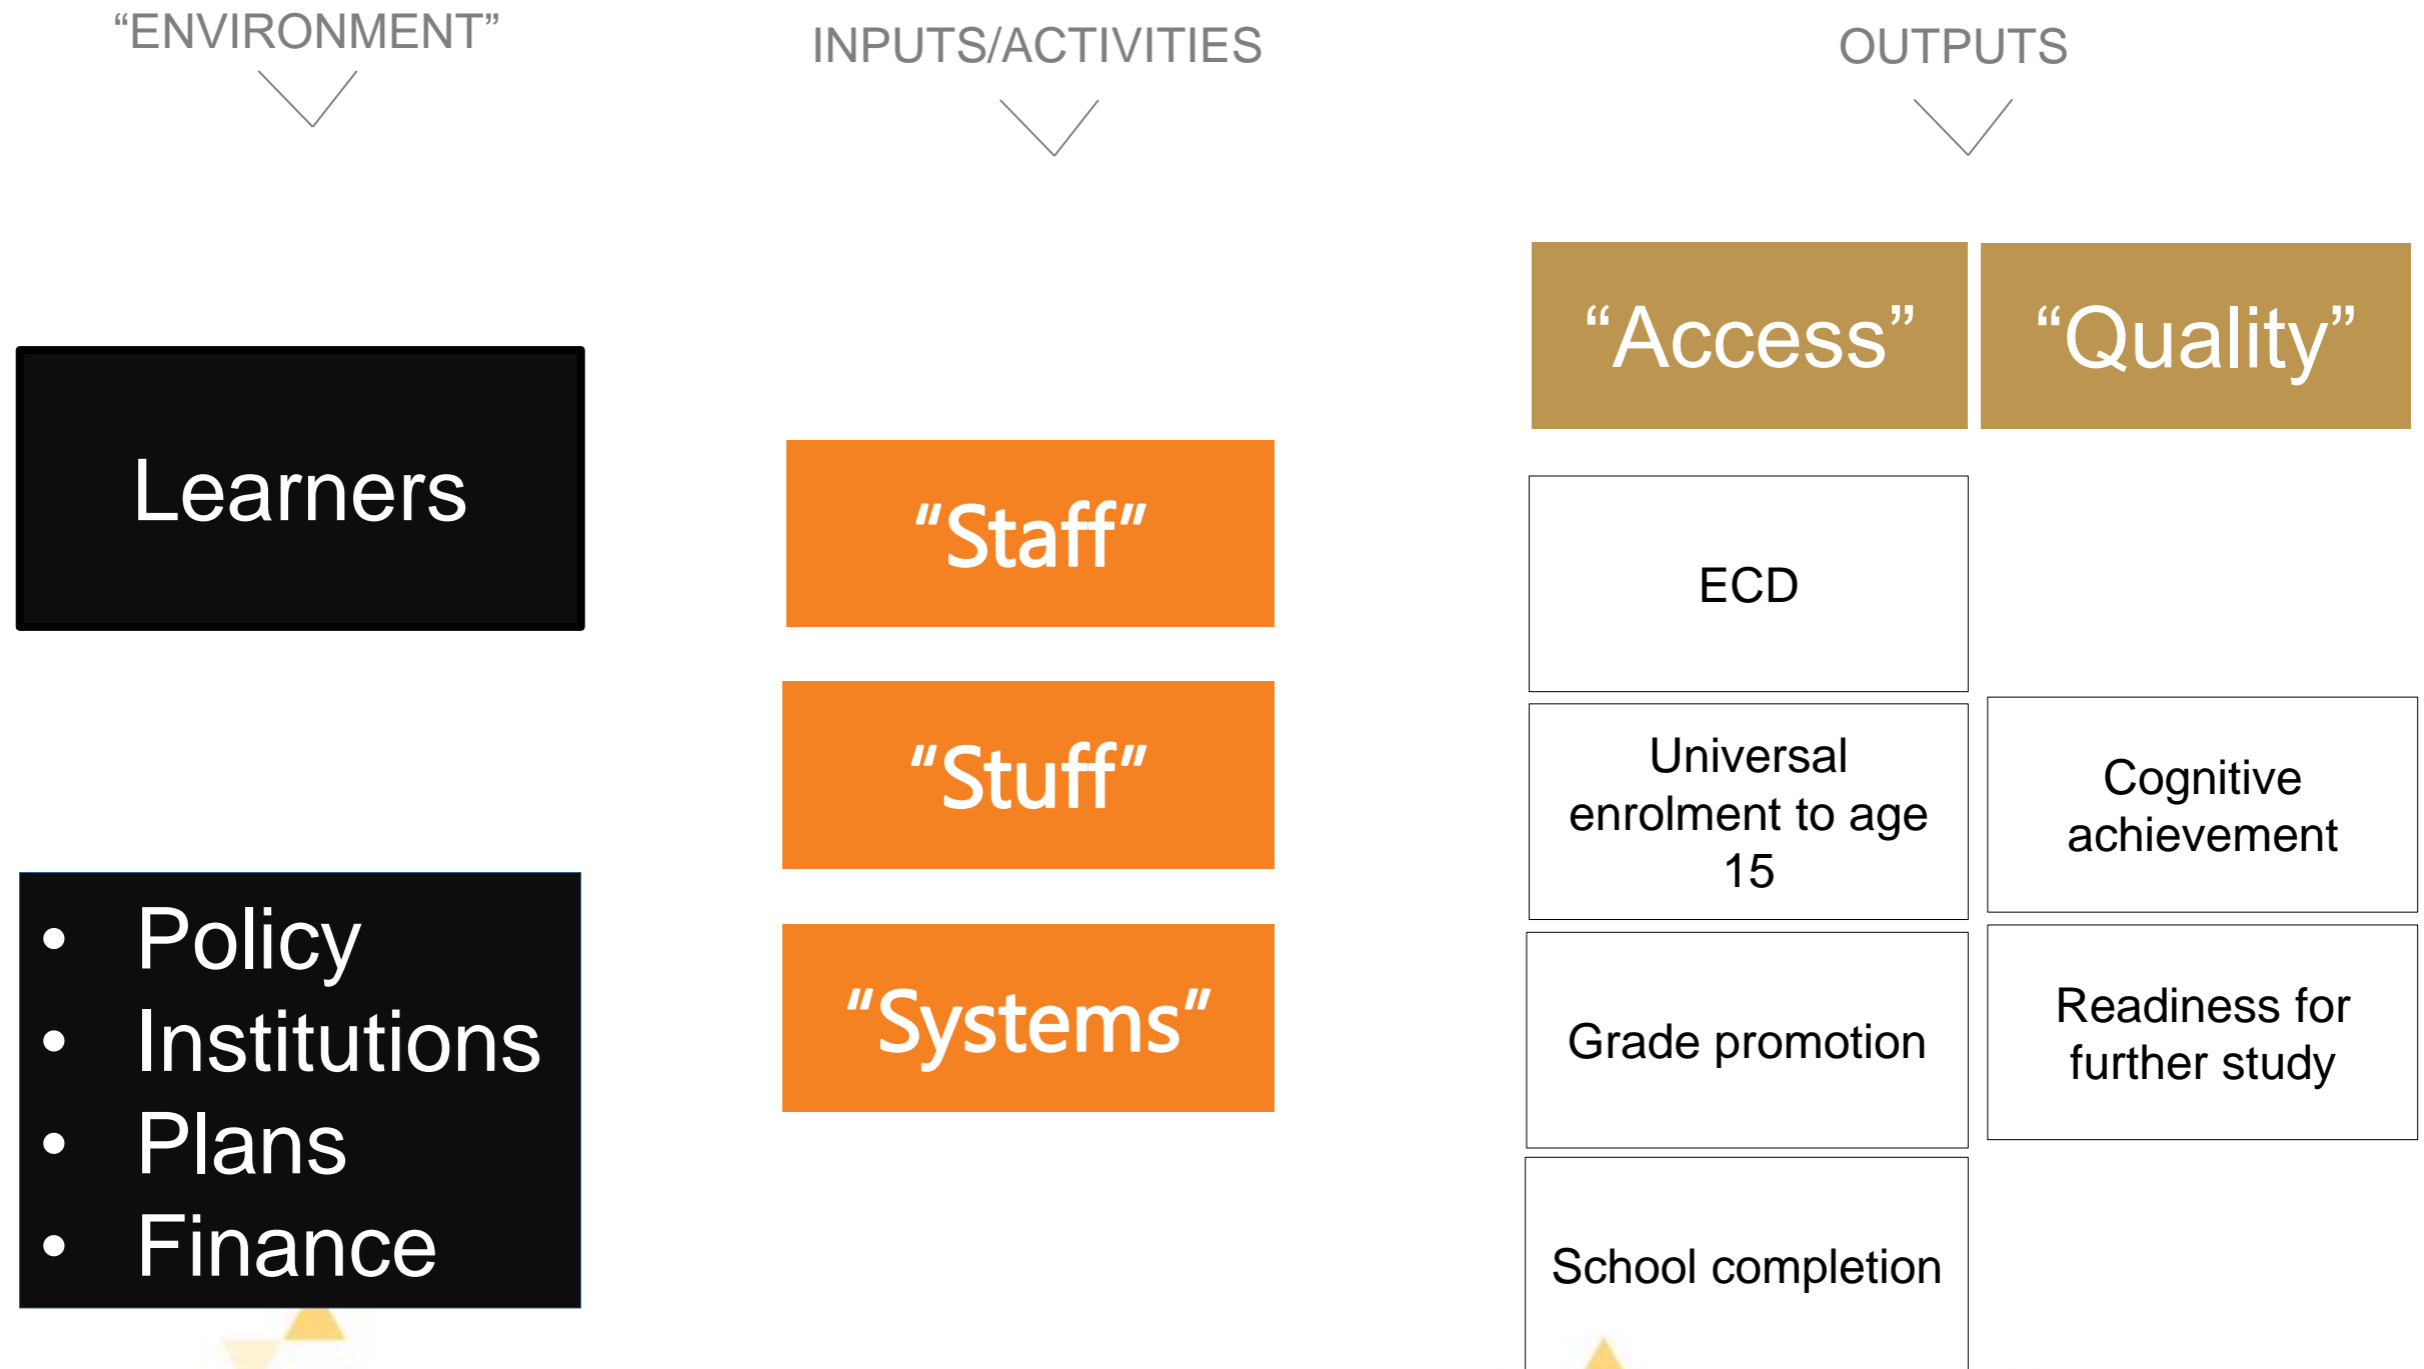 “ENVIRONMENT”
INPUTS/ACTIVITIES
OUTPUTS
Learners
• Policy
• Institutions
• Plans
• Finance
"Staff"
"Stuff"
"Systems"
“Access”
“Quality”
ECD
Universal
enrolment to age
15
Grade promotion
School completion
Cognitive
achievement
Readiness for
further study